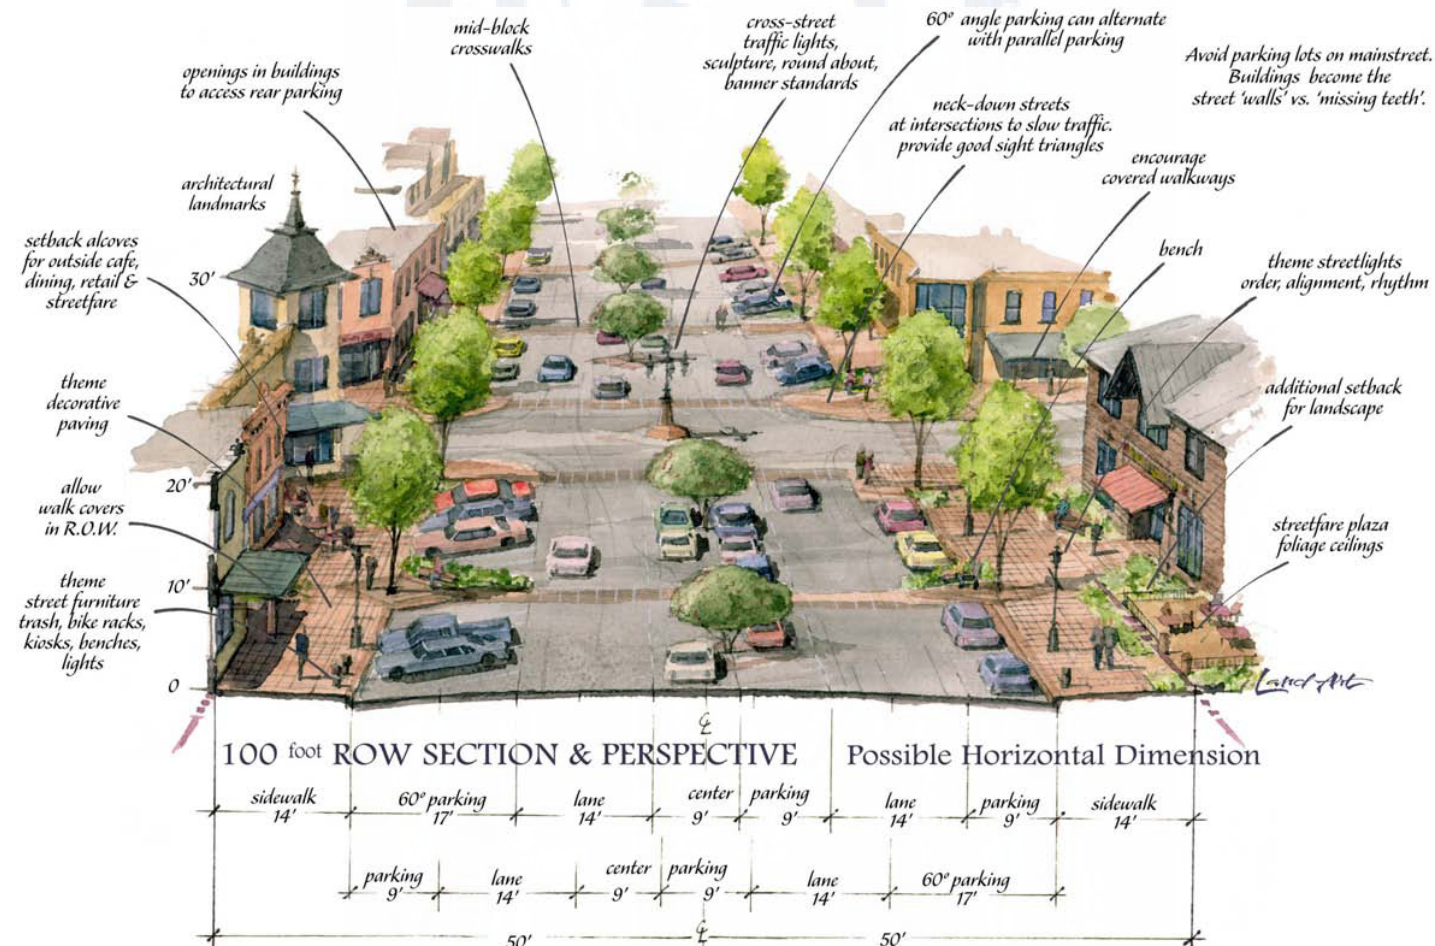 mid-block
crosswalks
cross-street
traffic lights,
sculpture, round about,
banner standards
60° angle parking can alternate
with parallel parking
Avoid parking lots on mainstreet.
Buildings become the
street 'walls' vs. 'missing teeth'.
openings in buildings
to access rear parking
neck-down streets
at intersections to slow traffic.
provide good sight triangles
encourage
covered walkways
architectural
landmarks
setback alcoves
for outside cafe,
dining, retail &
streetfare
bench
theme streetlights
order, alignment, rhythm
30'
theme
decorative
paving
additional setback
for landscape
allow
walk covers
in R.O.W.
20'
streetfare plaza
foliage ceilings
theme
street furniture
trash, bike racks,
kiosks, benches,
lights
10'
0
Land Art
100 foot ROW SECTION & PERSPECTIVE
Possible Horizontal Dimension
sidewalk 60° parking lane center parking lane parking sidewalk
14' 17' 14' 9' 9' 14' 9' 14'
parking lane center parking lane 60° parking
9' 14' 9' 9' 14' 17'
50' 50'